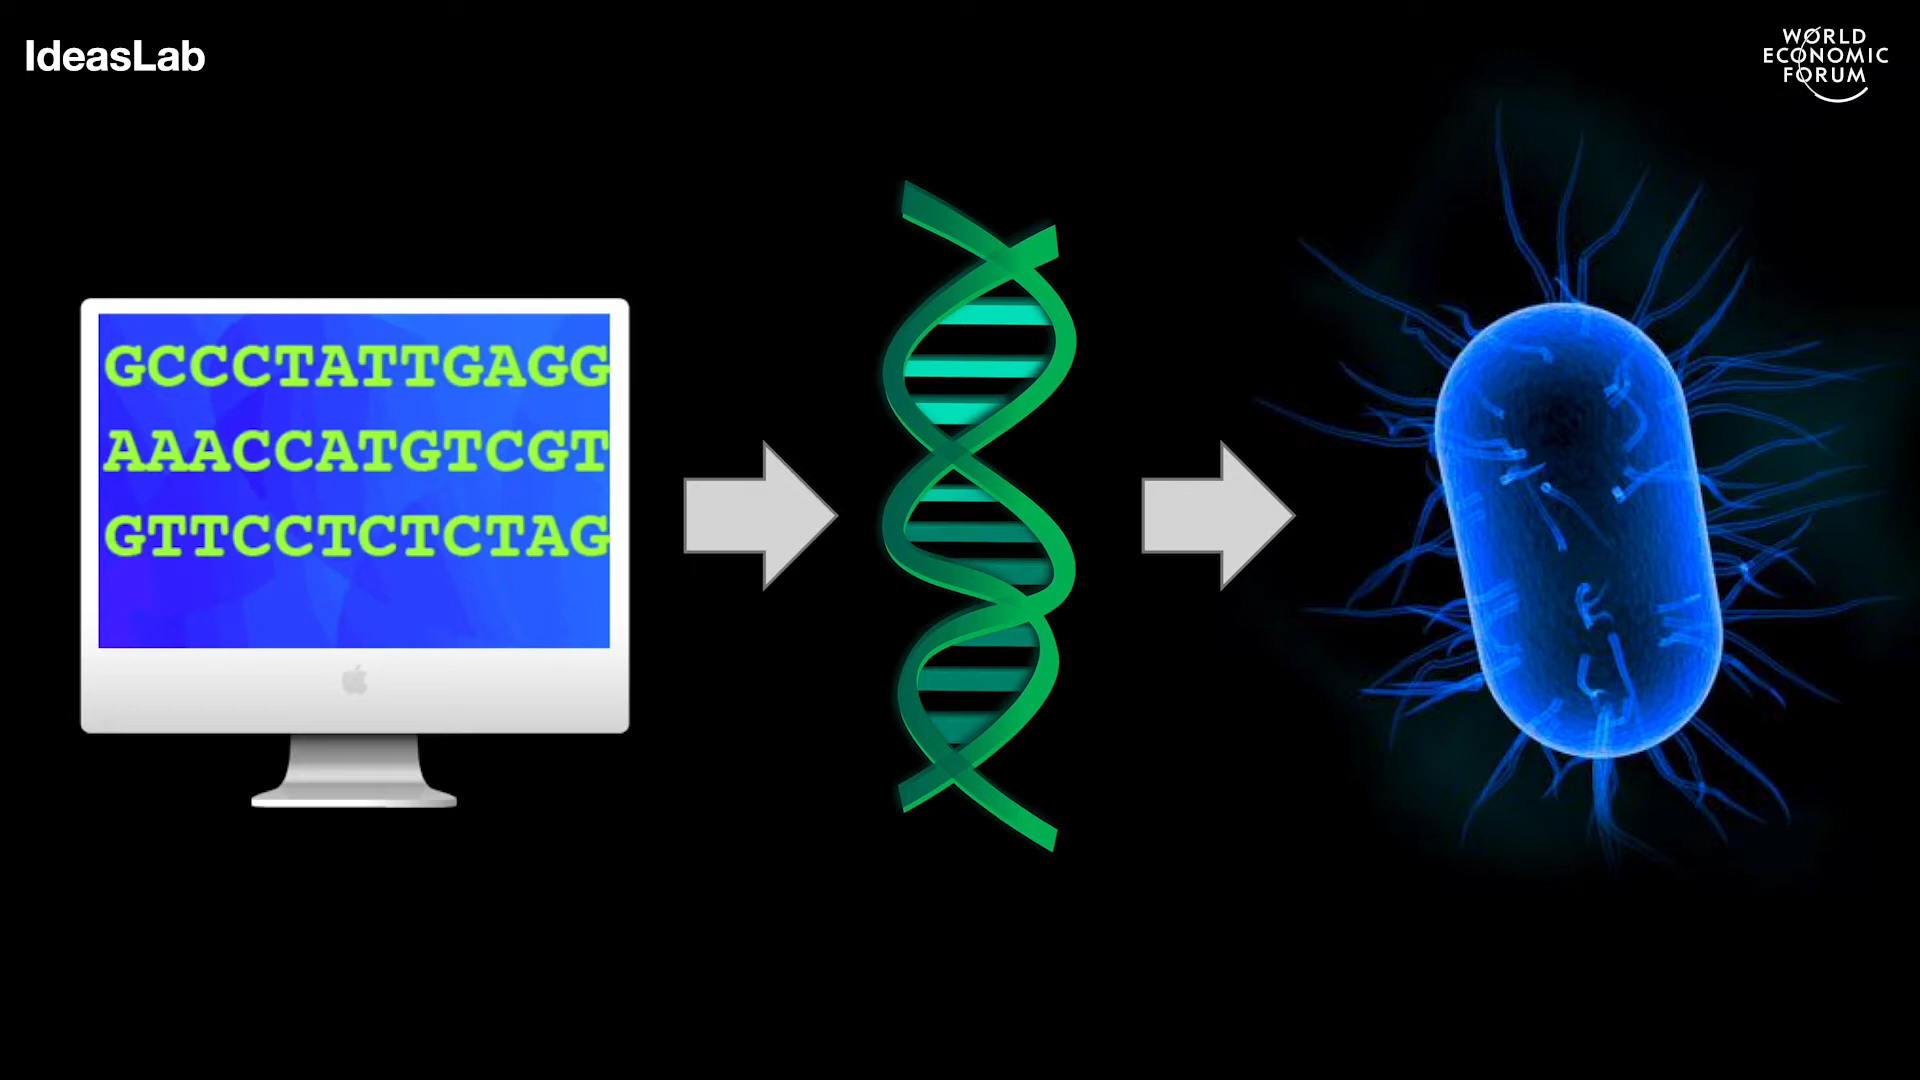 IdeasLab
WORLD
ECONOMIC
FORUM
GCCCTATTGAGG
AAACCATGTCGT
GTTCCTCTCTAG